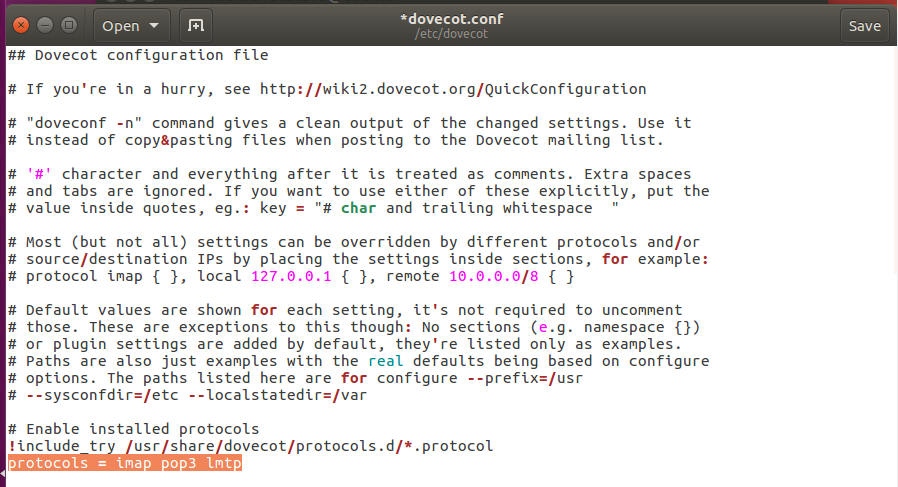 Open
*dovecot.conf
/etc/dovecot
Save
## Dovecot configuration file
# If you're in a hurry, see http://wiki2.dovecot.org/QuickConfiguration
# "doveconf -n" command gives a clean output of the changed settings. Use it
# instead of copy&pasting files when posting to the Dovecot mailing list.
# '#' character and everything after it is treated as comments. Extra spaces
# and tabs are ignored. If you want to use either of these explicitly, put the
# value inside quotes, eg.: key = "# char and trailing whitespace  "
# Most (but not all) settings can be overridden by different protocols and/or
# source/destination IPs by placing the settings inside sections, for example:
# protocol imap { }, local 127.0.0.1 { }, remote 10.0.0.0/8 { }
# Default values are shown for each setting, it's not required to uncomment
# those. These are exceptions to this though: No sections (e.g. namespace {})
# or plugin settings are added by default, they're listed only as examples.
# Paths are also just examples with the real defaults being based on configure
# options. The paths listed here are for configure --prefix=/usr
# --sysconfdir=/etc --localstatedir=/var
# Enable installed protocols
!include_try /usr/share/dovecot/protocols.d/*.protocol
protocols = imap pop3 lmtp